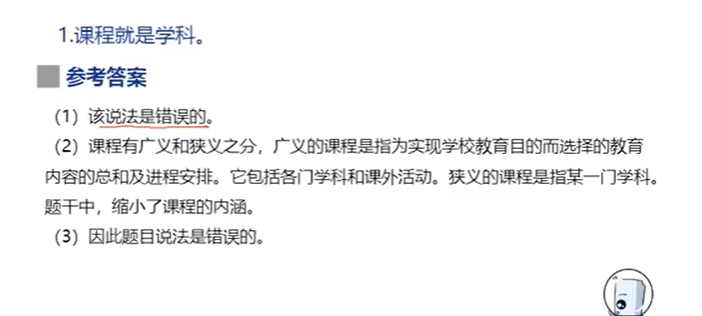 1.课程就是学科。
参考答案
（1）该说法是错误的。
（2）课程有广义和狭义之分，广义的课程是指为实现学校教育目的而选择的教育
内容的总和及进程安排。它包括各门学科和课外活动。狭义的课程是指某一门学科。
题干中，缩小了课程的内涵。
（3）因此题目说法是错误的。